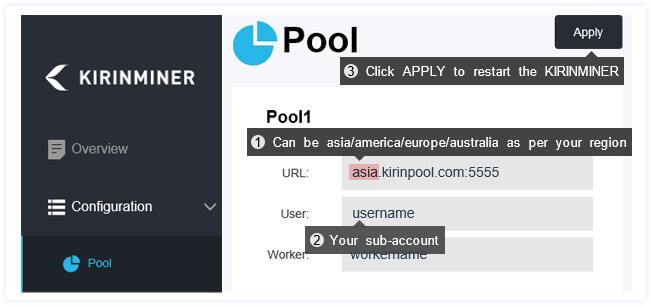 Pool
Apply
③ Click APPLY to restart the KIRINMINER
KIRINMINER
Pool1
① Can be asia/america/europe/australia as per your region
Overview
URL:
asia.kirinpool.com:5555
Configuration
User:
username
② Your sub-account
Pool
Worker:
workername